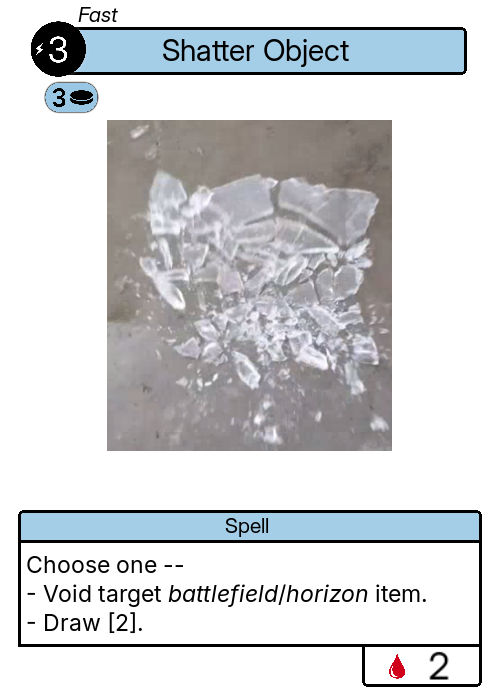 Fast
3 Shatter Object
3
Spell
Choose one --
- Void target battlefield/horizon item.
- Draw [2].
2